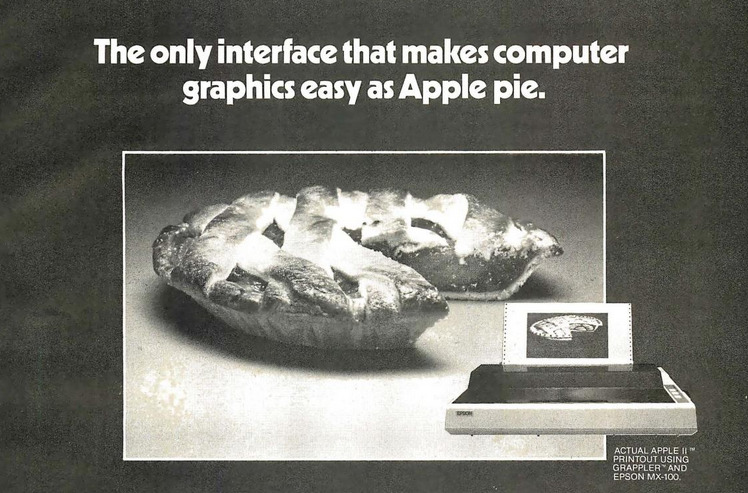 The only interface that makes computer
graphics easy as Apple pie.
EPSON
ACTUAL APPLE II™
PRINTOUT USING
GRAPPLER™ AND
EPSON MX-100.